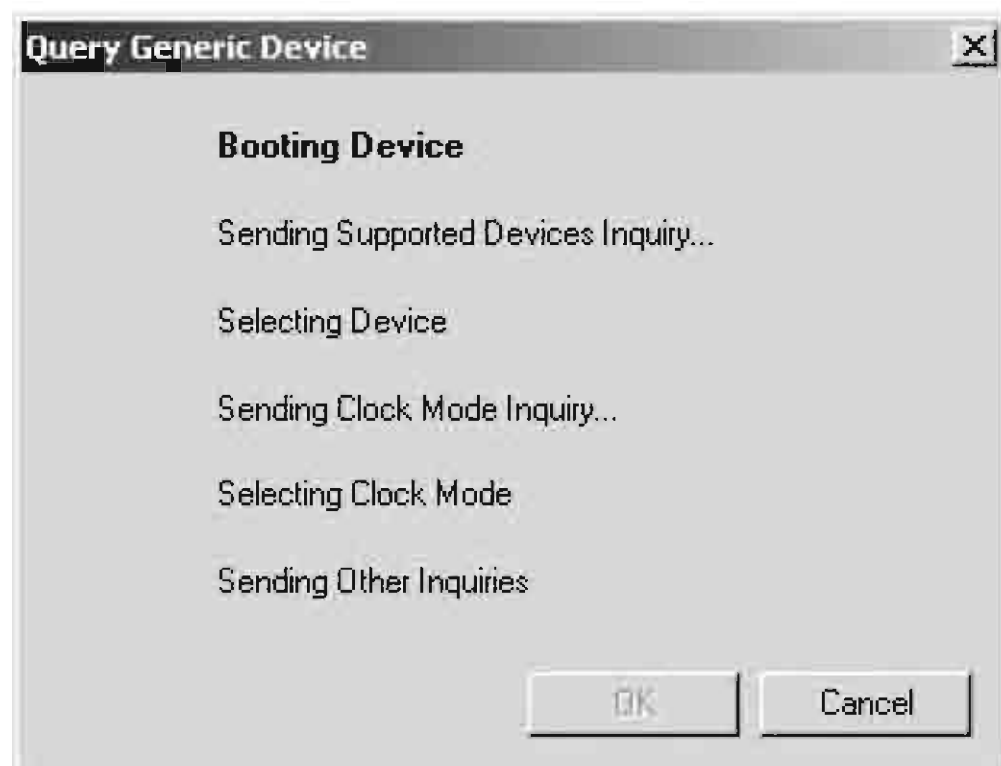 Query Generic Device
Booting Device
Sending Supported Devices Inquiry...
Selecting Device
Sending Clock Mode Inquiry...
Selecting Clock Mode
Sending Other Inquiries
OK
Cancel